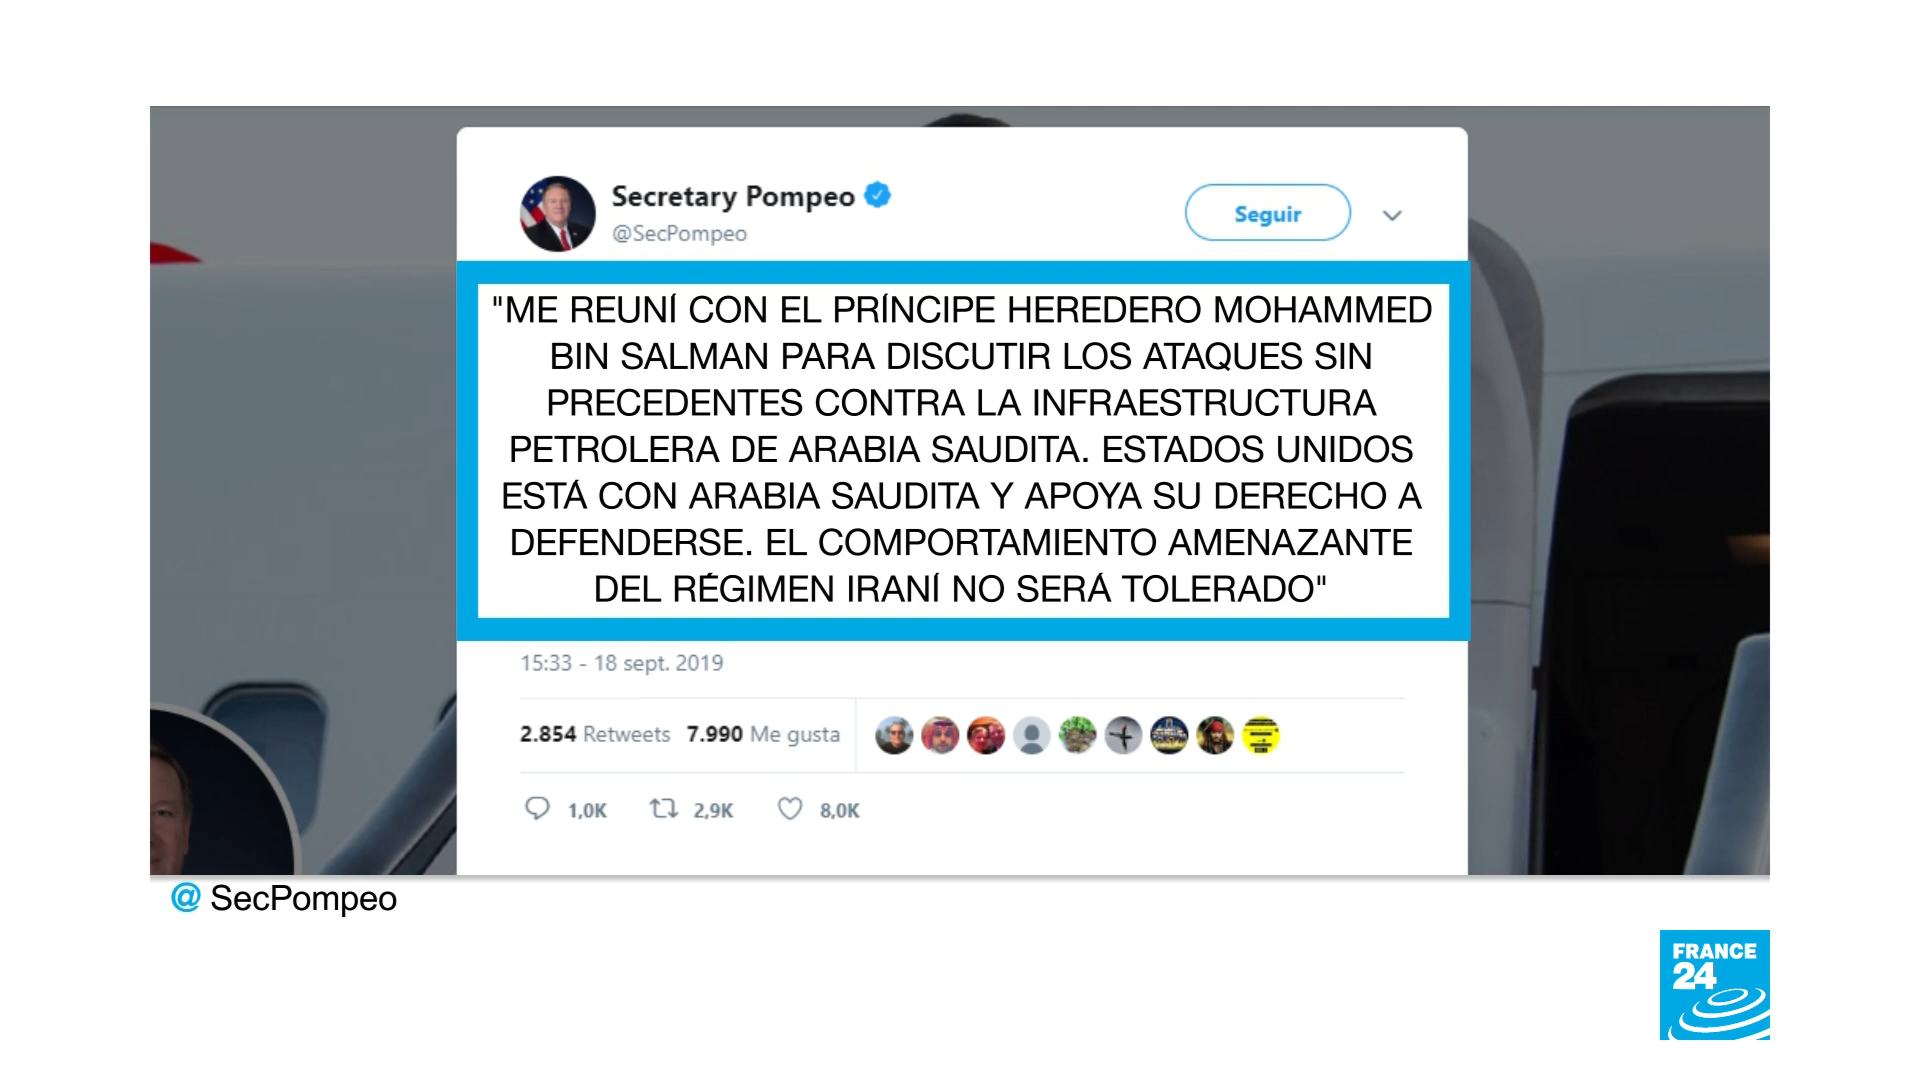 Secretary Pompeo
@SecPompeo
Seguir
"ME REUNÍ CON EL PRÍNCIPE HEREDERO MOHAMMED
BIN SALMAN PARA DISCUTIR LOS ATAQUES SIN
PRECEDENTES CONTRA LA INFRAESTRUCTURA
PETROLERA DE ARABIA SAUDITA. ESTADOS UNIDOS
ESTÁ CON ARABIA SAUDITA Y APOYA SU DERECHO A
DEFENDERSE. EL COMPORTAMIENTO AMENAZANTE
DEL RÉGIMEN IRANÍ NO SERÁ TOLERADO"
15:33 - 18 sept. 2019
2.854 Retweets 7.990 Me gusta
1,0K 2,9K 8,0K
@ SecPompeo
FRANCE
24